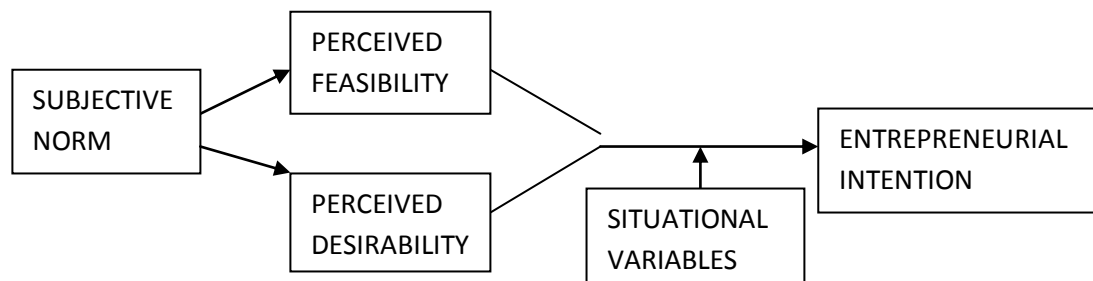 SUBJECTIVE
NORM
PERCEIVED
FEASIBILITY
PERCEIVED
DESIRABILITY
SITUATIONAL
VARIABLES
ENTREPRENEURIAL
INTENTION